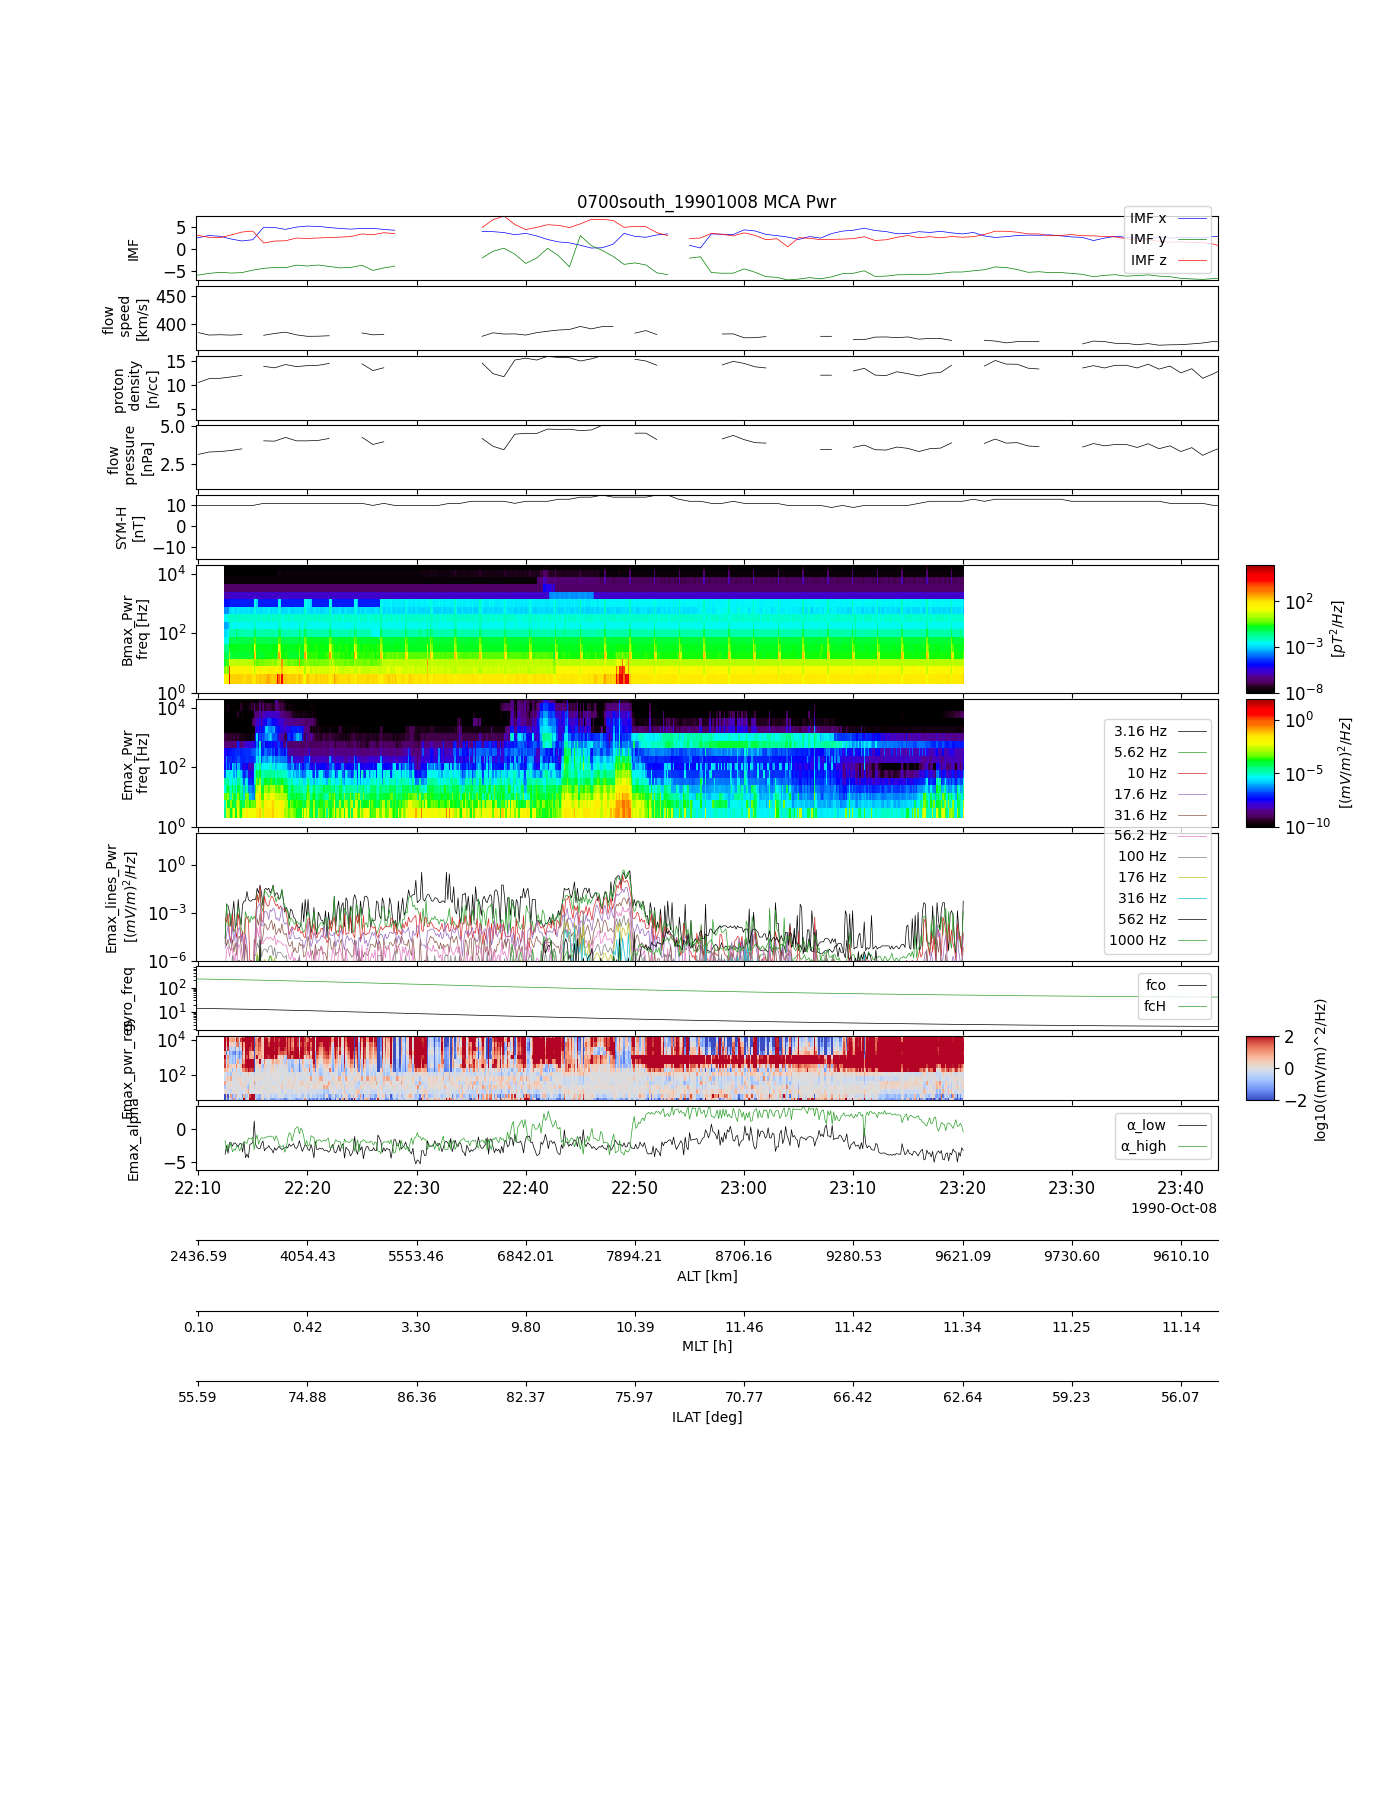 0700south_19901008 MCA Pwr
IMF
5
0
−5
IMF x
IMF y
IMF z
flow
speed
[km/s]
450
400
proton
density
[n/cc]
15
10
5
flow
pressure
[nPa]
5.0
2.5
SYM-H
[nT]
10
0
−10
Bmax_Pwr
freq [Hz]
10^4
10^2
10^0
10^2
10^−3
10^−8
[pT^2/Hz]
Emax_Pwr
freq [Hz]
10^4
10^2
10^0
10^0
10^−5
10^−10
[(mV/m)^2/Hz]
3.16 Hz
5.62 Hz
10 Hz
17.6 Hz
31.6 Hz
56.2 Hz
100 Hz
176 Hz
316 Hz
562 Hz
1000 Hz
Emax_lines_Pwr
[(mV/m)^2/Hz]
10^0
10^−3
10^−6
gyro_freq
10^2
10^1
fco
fcH
Emax_pwr_reg
10^4
10^2
2
0
−2
log10((mV/m)^2/Hz)
Emax_alpha
0
−5
α_low
α_high
22:10 22:20 22:30 22:40 22:50 23:00 23:10 23:20 23:30 23:40
1990-Oct-08
2436.59 4054.43 5553.46 6842.01 7894.21 8706.16 9280.53 9621.09 9730.60 9610.10
ALT [km]
0.10 0.42 3.30 9.80 10.39 11.46 11.42 11.34 11.25 11.14
MLT [h]
55.59 74.88 86.36 82.37 75.97 70.77 66.42 62.64 59.23 56.07
ILAT [deg]